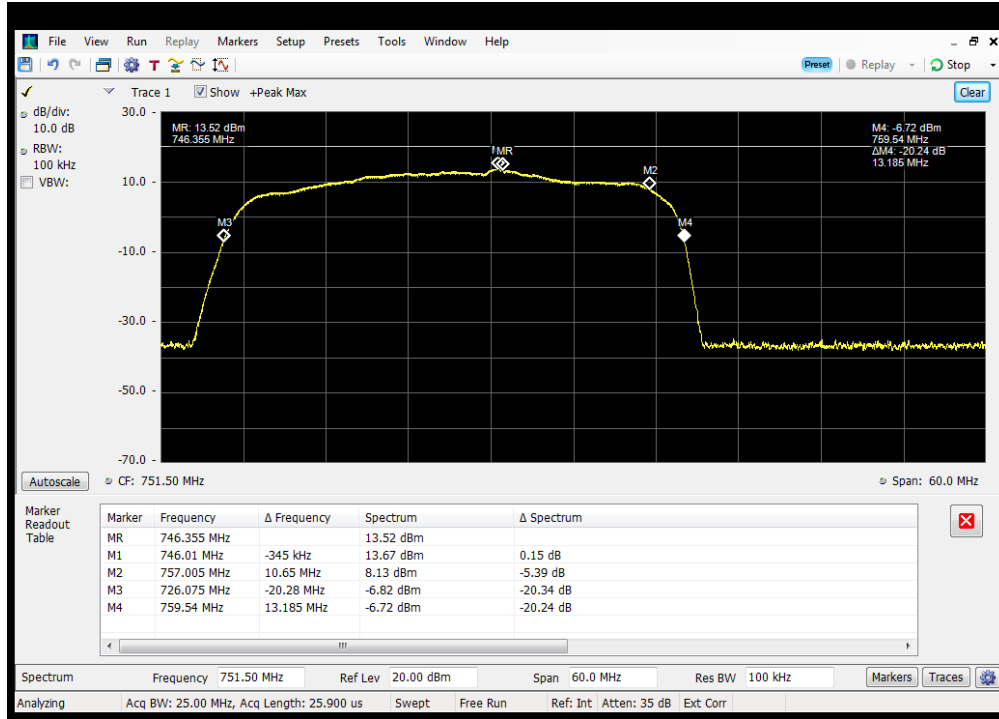 File View Run Replay Markers Setup Presets Tools Window Help
Preset Replay Stop
Trace 1 Show +Peak Max Clear
dB/div:
10.0 dB
RBW:
100 kHz
VBW:
30.0
10.0
-10.0
-30.0
-50.0
-70.0
MR: 13.52 dBm
746.355 MHz
M4: -6.72 dBm
759.54 MHz
ΔM4: -20.24 dB
13.185 MHz
MR
M2
M3
M4
Autoscale CF: 751.50 MHz Span: 60.0 MHz
Marker
Readout
Table
Marker Frequency Δ Frequency Spectrum Δ Spectrum
MR 746.355 MHz 13.52 dBm
M1 746.01 MHz -345 kHz 13.67 dBm 0.15 dB
M2 757.005 MHz 10.65 MHz 8.13 dBm -5.39 dB
M3 726.075 MHz -20.28 MHz -6.82 dBm -20.34 dB
M4 759.54 MHz 13.185 MHz -6.72 dBm -20.24 dB
Spectrum Frequency 751.50 MHz Ref Lev 20.00 dBm Span 60.0 MHz Res BW 100 kHz Markers Traces
Analyzing Acq BW: 25.00 MHz, Acq Length: 25.900 us Swept Free Run Ref: Int Atten: 35 dB Ext Corr